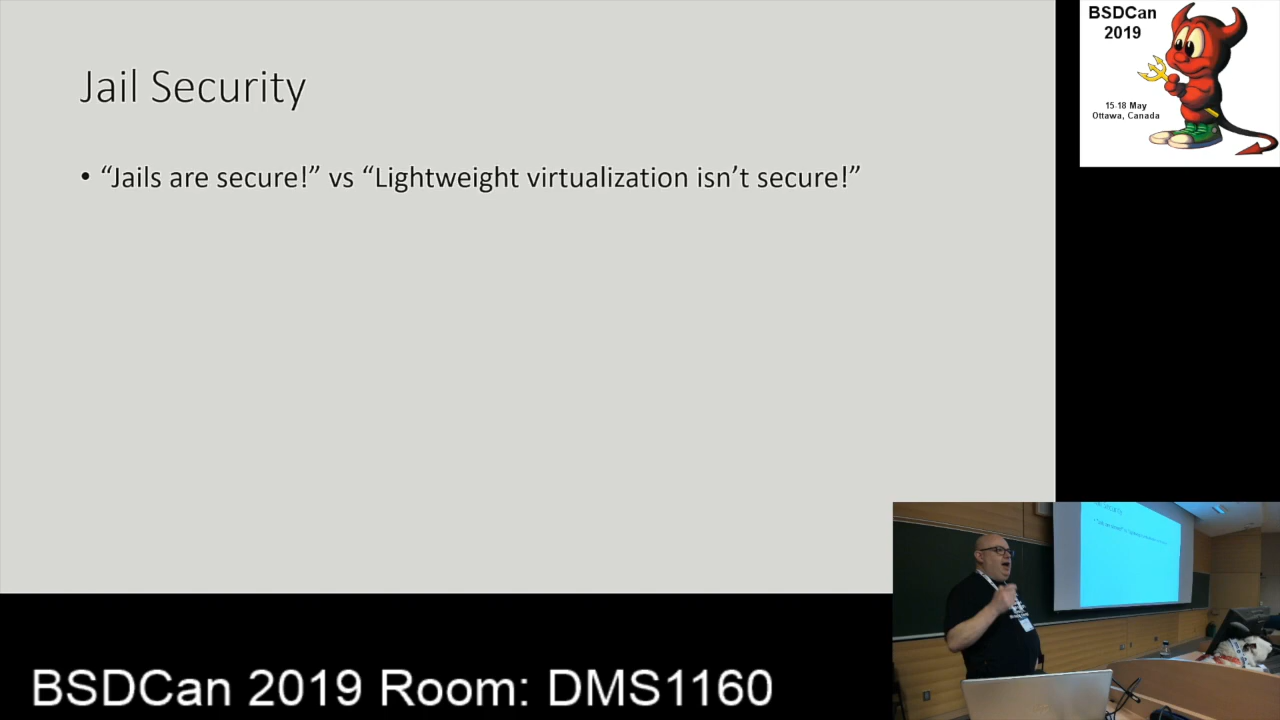 Jail Security
• “Jails are secure!” vs “Lightweight virtualization isn’t secure!”
BSDCan
2019
15-18 May
Ottawa, Canada
BSDCan 2019 Room: DMS1160